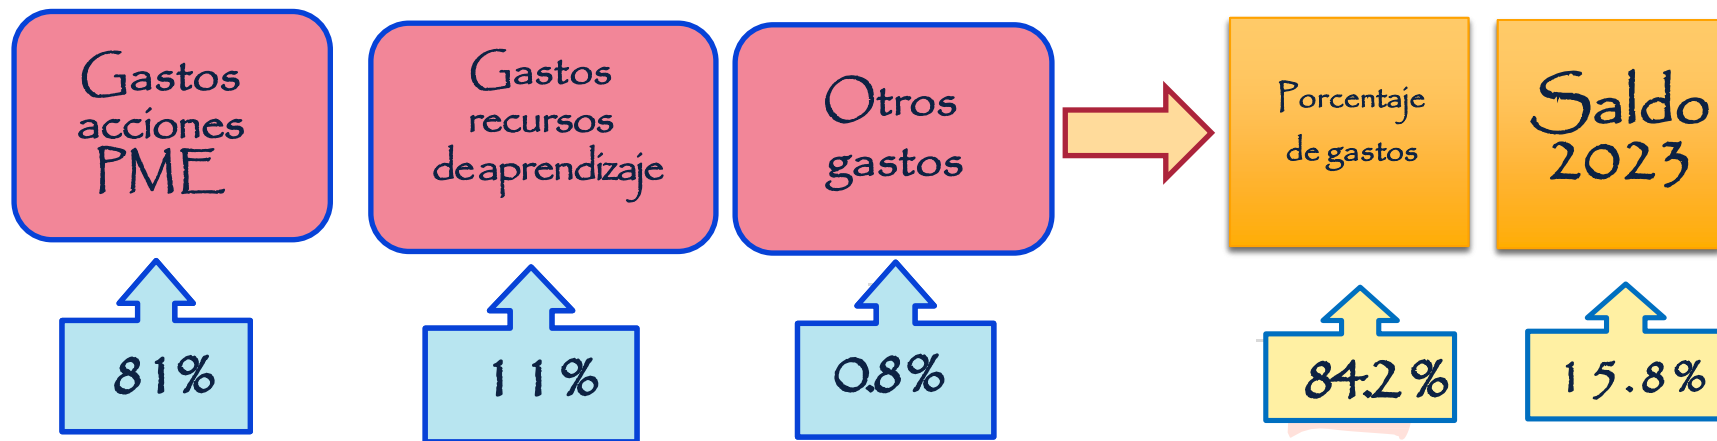 Gastos
acciones
PME
Gastos
recursos
de aprendizaje
Otros
gastos
Porcentaje
de gastos
Saldo
2023
81%
11%
0.8%
84.2%
15.8%